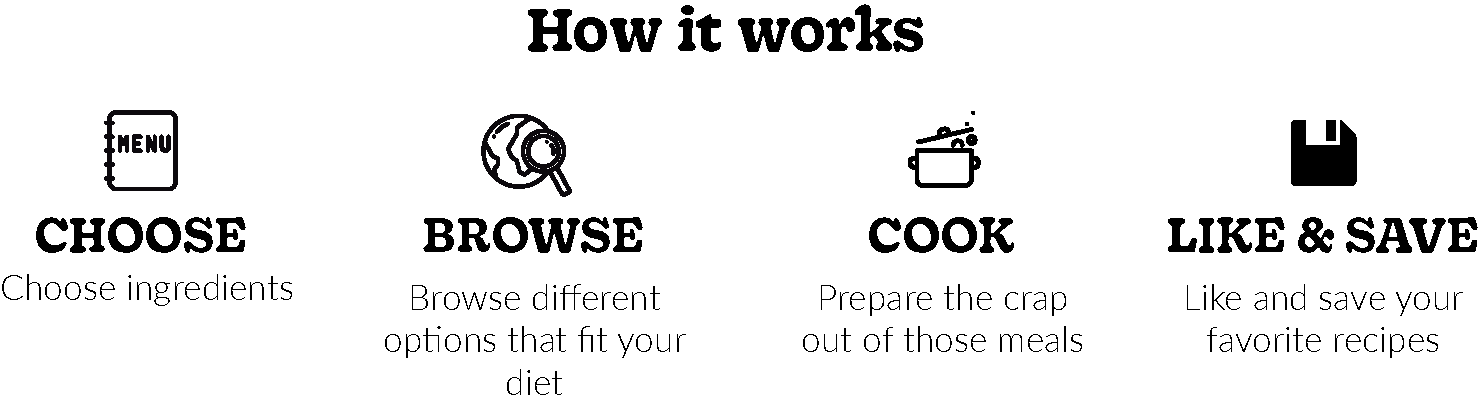 How it works
MENU
CHOOSE
Choose ingredients
BROWSE
Browse different
options that fit your
diet
COOK
Prepare the crap
out of those meals
LIKE & SAVE
Like and save your
favorite recipes